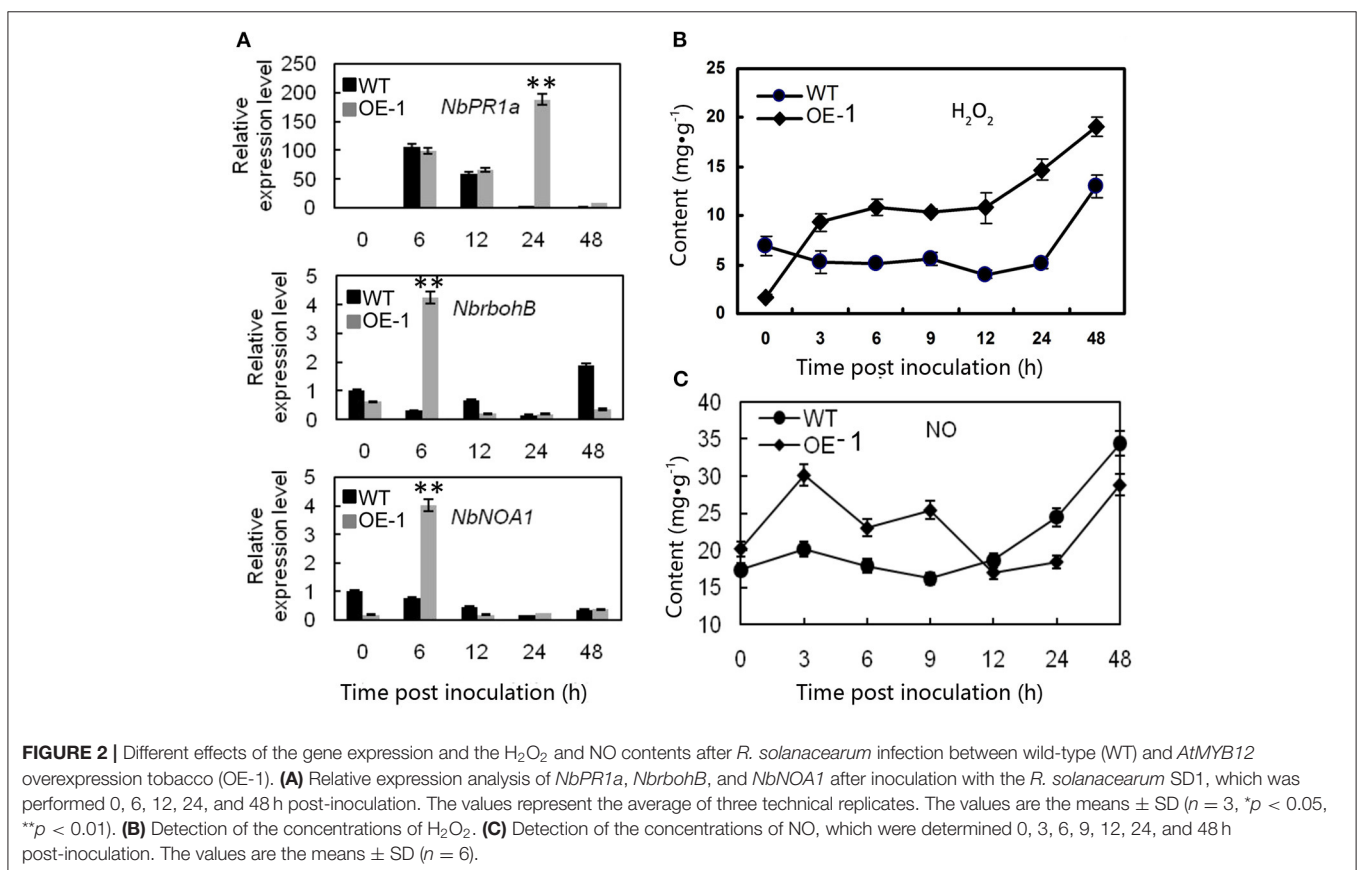 A
250
200
150
100
50
0
Relative
expression level
WT
OE-1
NbPR1a
**
0 6 12 24 48
5
4
3
2
1
0
Relative
expression level
WT
OE-1
NbrbohB
**
0 6 12 24 48
5
4
3
2
1
0
Relative
expression level
WT
OE-1
NbNOA1
**
0 6 12 24 48
Time post inoculation (h)
B
25
20
15
10
5
0
Content (mg•g⁻¹)
WT
OE-1
H₂O₂
0 3 6 9 12 24 48
Time post inoculation (h)
C
40
35
30
25
20
15
10
Content (mg•g⁻¹)
WT
OE-1
NO
0 3 6 9 12 24 48
Time post inoculation (h)
FIGURE 2 | Different effects of the gene expression and the H₂O₂ and NO contents after R. solanacearum infection between wild-type (WT) and AtMYB12
overexpression tobacco (OE-1). (A) Relative expression analysis of NbPR1a, NbrbohB, and NbNOA1 after inoculation with the R. solanacearum SD1, which was
performed 0, 6, 12, 24, and 48 h post-inoculation. The values represent the average of three technical replicates. The values are the means ± SD (n = 3, *p < 0.05,
**p < 0.01). (B) Detection of the concentrations of H₂O₂. (C) Detection of the concentrations of NO, which were determined 0, 3, 6, 9, 12, 24, and 48 h
post-inoculation. The values are the means ± SD (n = 6).